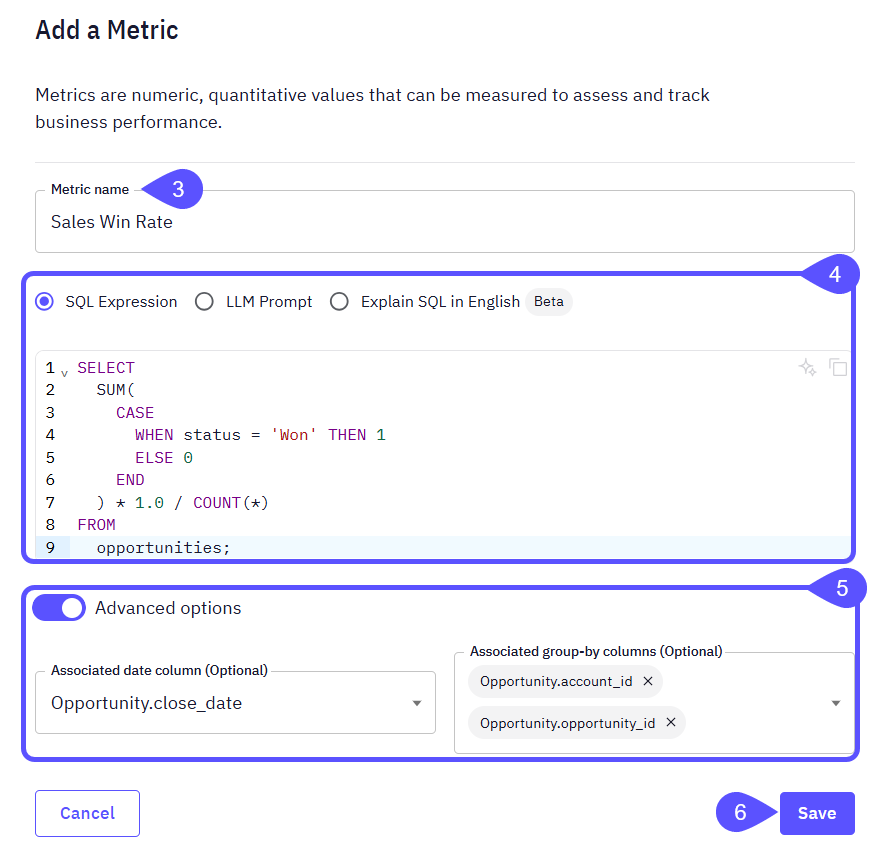 Add a Metric
Metrics are numeric, quantitative values that can be measured to assess and track
business performance.
Metric name
3
Sales Win Rate
4
SQL Expression LLM Prompt Explain SQL in English Beta
1 SELECT
2 SUM(
3 CASE
4 WHEN status = 'Won' THEN 1
5 ELSE 0
6 END
7 ) * 1.0 / COUNT(*)
8 FROM
9 opportunities;
5
Advanced options
Associated date column (Optional)
Opportunity.close_date
Associated group-by columns (Optional)
Opportunity.account_id
Opportunity.opportunity_id
Cancel
6
Save